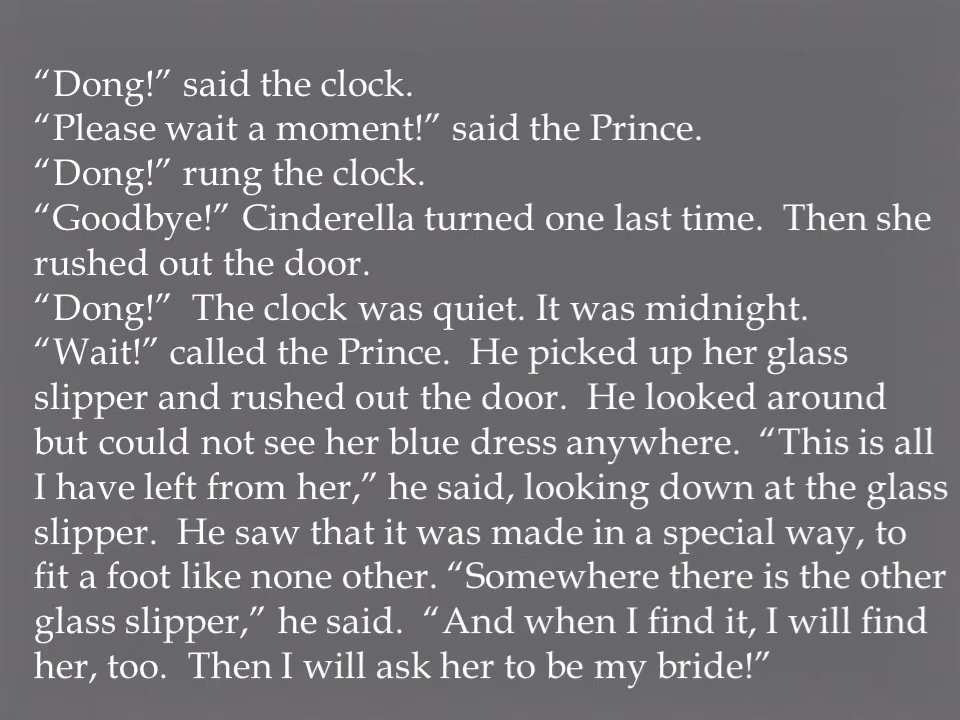 “Dong!” said the clock.
“Please wait a moment!” said the Prince.
“Dong!” rung the clock.
“Goodbye!” Cinderella turned one last time.  Then she
rushed out the door.
“Dong!”  The clock was quiet. It was midnight.
“Wait!” called the Prince.  He picked up her glass
slipper and rushed out the door.  He looked around
but could not see her blue dress anywhere.  “This is all
I have left from her,” he said, looking down at the glass
slipper.  He saw that it was made in a special way, to
fit a foot like none other. “Somewhere there is the other
glass slipper,” he said.  “And when I find it, I will find
her, too.  Then I will ask her to be my bride!”